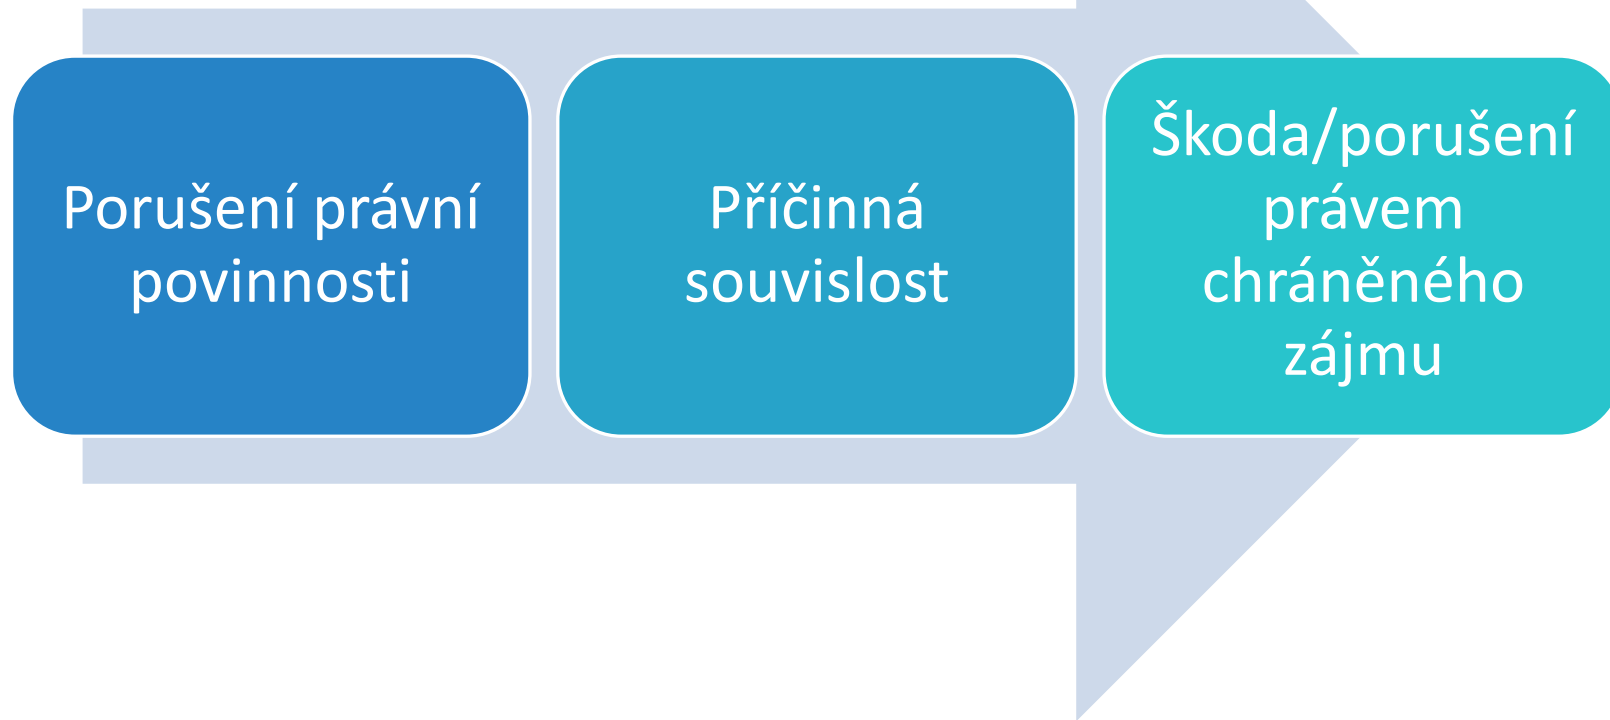 Porušení právní
povinnosti
Příčinná
souvislost
Škoda/porušení
právem
chráněného
zájmu